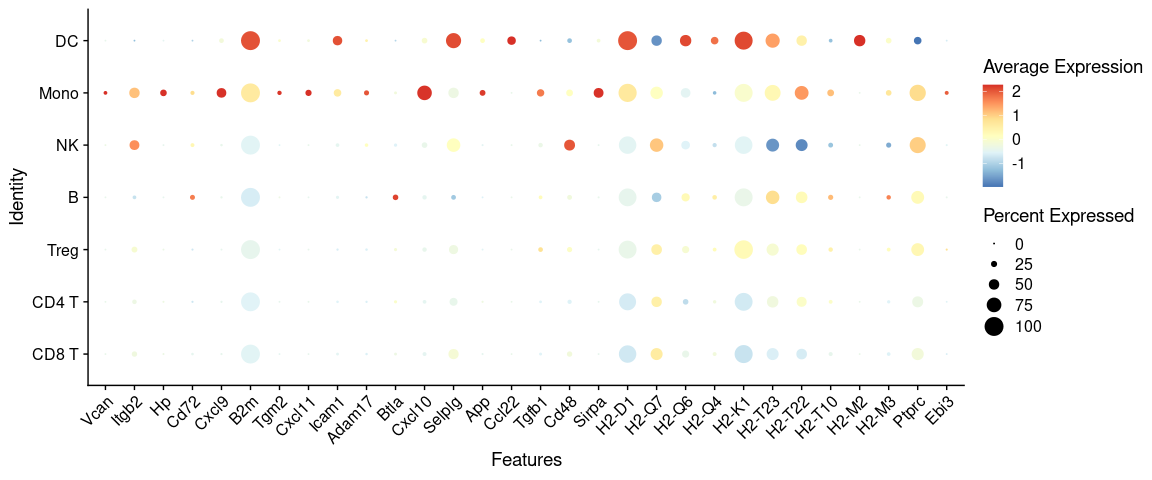 DC
Mono
NK
B
Treg
CD4 T
CD8 T
Identity
Vcan
Itgb2
Hp
Cd72
Cxcl9
B2m
Tgm2
Cxcl11
Icam1
Adam17
Btla
Cxcl10
Selplg
App
Ccl22
Tgfb1
Cd48
Sirpa
H2-D1
H2-Q7
H2-Q6
H2-Q4
H2-K1
H2-T23
H2-T22
H2-T10
H2-M2
H2-M3
Ptprc
Ebi3
Features
Average Expression
2
1
0
-1
Percent Expressed
0
25
50
75
100